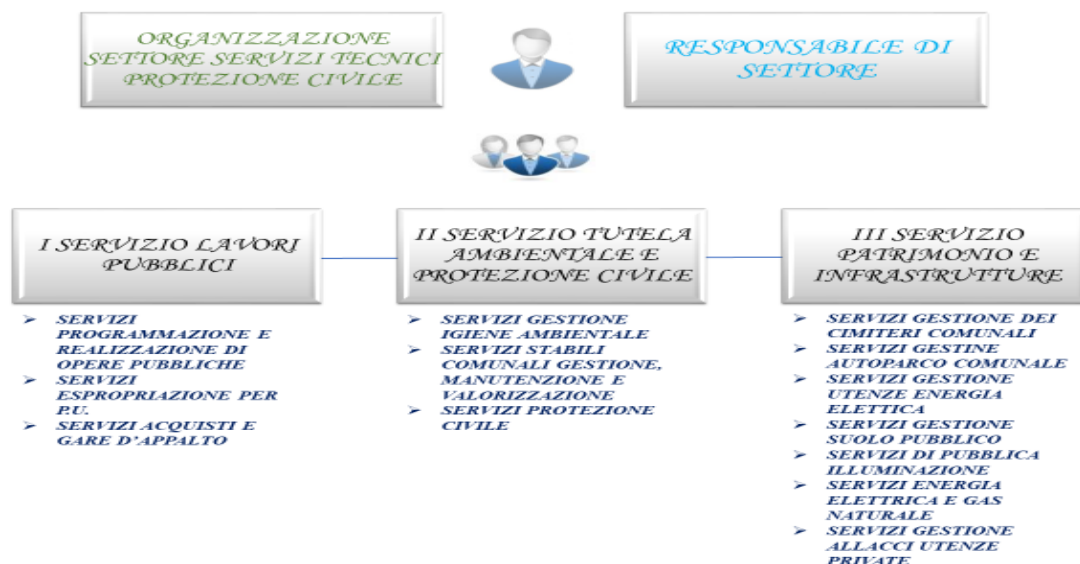 ORGANIZZAZIONE
SETTORE SERVIZI TECNICI
PROTEZIONE CIVILE
RESPONSABILE DI
SETTORE
I SERVIZIO LAVORI
PUBBLICI
II SERVIZIO TUTELA
AMBIENTALE E
PROTEZIONE CIVILE
III SERVIZIO
PATRIMONIO E
INFRASTRUTTURE
➢ SERVIZI
PROGRAMMAZIONE E
REALIZZAZIONE DI
OPERE PUBBLICHE
➢ SERVIZI
ESPROPRIAZIONE PER
P.U.
➢ SERVIZI ACQUISTI E
GARE D'APPALTO
➢ SERVIZI GESTIONE
IGIENE AMBIENTALE
➢ SERVIZI STABILI
COMUNALI GESTIONE,
MANUTENZIONE E
VALORIZZAZIONE
➢ SERVIZI PROTEZIONE
CIVILE
➢ SERVIZI GESTIONE DEI
CIMITERI COMUNALI
➢ SERVIZI GESTINE
AUTOPARCO COMUNALE
➢ SERVIZI GESTIONE
UTENZE ENERGIA
ELETTICA
➢ SERVIZI GESTIONE
SUOLO PUBBLICO
➢ SERVIZI DI PUBBLICA
ILLUMINAZIONE
➢ SERVIZI ENERGIA
ELETTRICA E GAS
NATURALE
➢ SERVIZI GESTIONE
ALLACCI UTENZE
PRIVATE